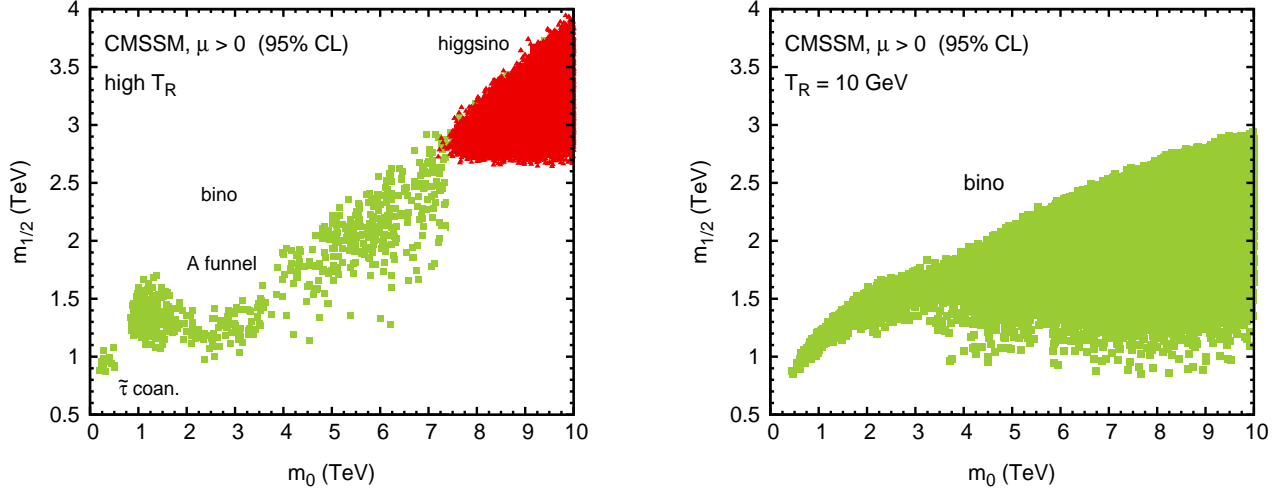 CMSSM, μ > 0 (95% CL)
high T_R
higgsino
bino
A funnel
τ̃ coan.
4
3.5
3
2.5
2
1.5
1
0.5
0 1 2 3 4 5 6 7 8 9 10
m_1/2 (TeV)
m_0 (TeV)
CMSSM, μ > 0 (95% CL)
T_R = 10 GeV
bino
4
3.5
3
2.5
2
1.5
1
0.5
0 1 2 3 4 5 6 7 8 9 10
m_1/2 (TeV)
m_0 (TeV)